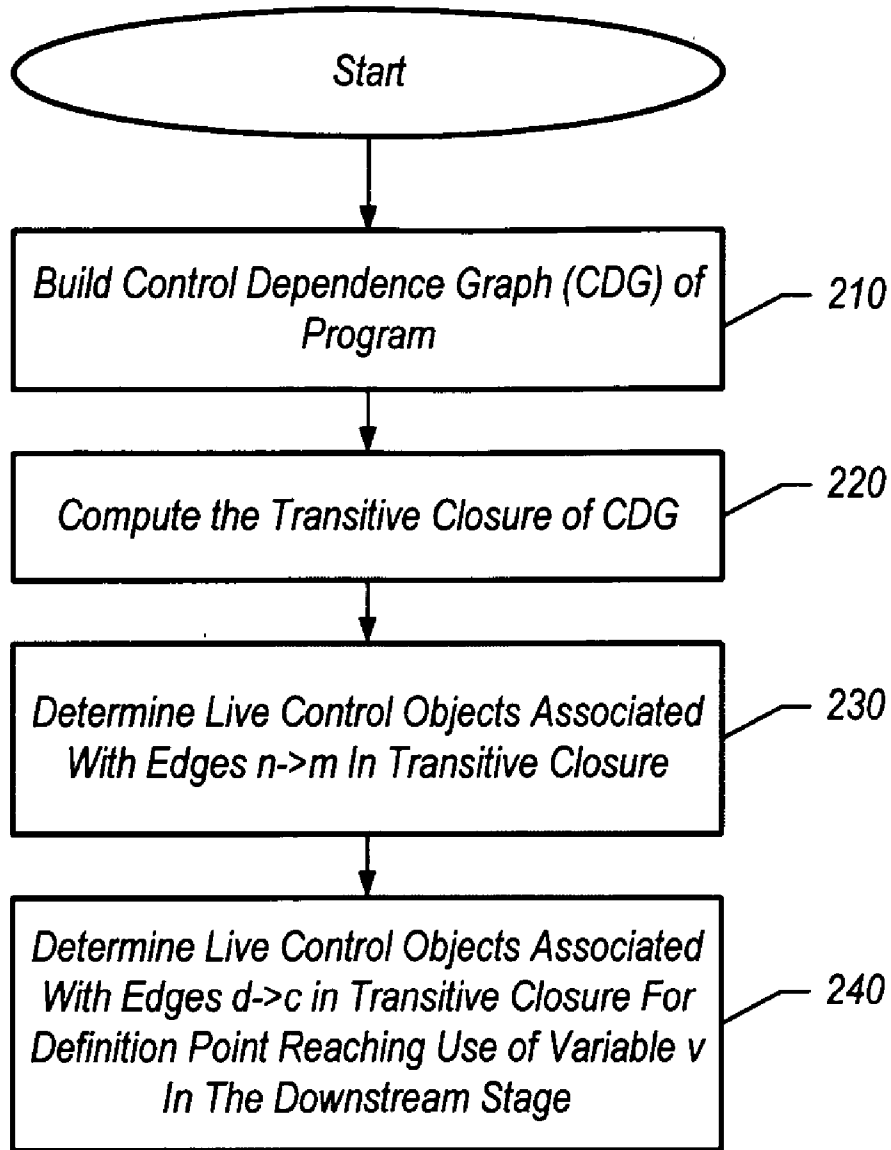 Start
Build Control Dependence Graph (CDG) of
Program
210
Compute the Transitive Closure of CDG
220
Determine Live Control Objects Associated
With Edges n->m In Transitive Closure
230
Determine Live Control Objects Associated
With Edges d->c in Transitive Closure For
Definition Point Reaching Use of Variable v
In The Downstream Stage
240